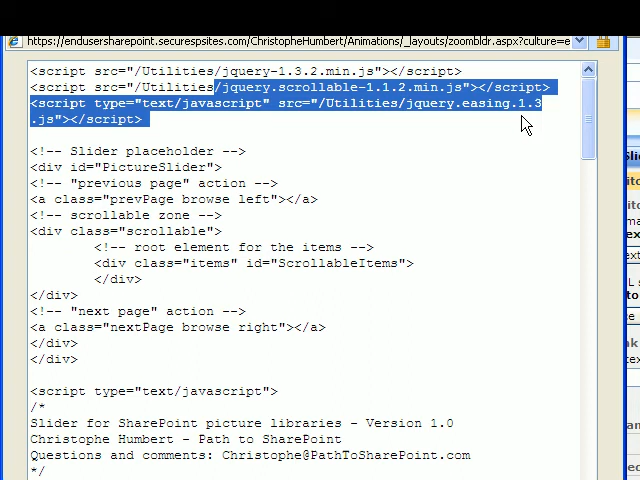 https://endusersharepoint.securespsites.com/ChristopheHumbert/Animations/_layouts/zoombldr.aspx?culture=e
<script src="/Utilities/jquery-1.3.2.min.js"></script>
<script src="/Utilities/jquery.scrollable-1.1.2.min.js"></script>
<script type="text/javascript" src="/Utilities/jquery.easing.1.3
.js"></script>
<!-- Slider placeholder -->
<div id="PictureSlider">
<!-- "previous page" action -->
<a class="prevPage browse left"></a>
<!-- scrollable zone -->
<div class="scrollable">
<!-- root element for the items -->
<div class="items" id="ScrollableItems">
</div>
</div>
<!-- "next page" action -->
<a class="nextPage browse right"></a>
</div>
</div>
<script type="text/javascript">
/*
Slider for SharePoint picture libraries - Version 1.0
Christophe Humbert - Path to SharePoint
Questions and comments: Christophe@PathToSharePoint.com
*/